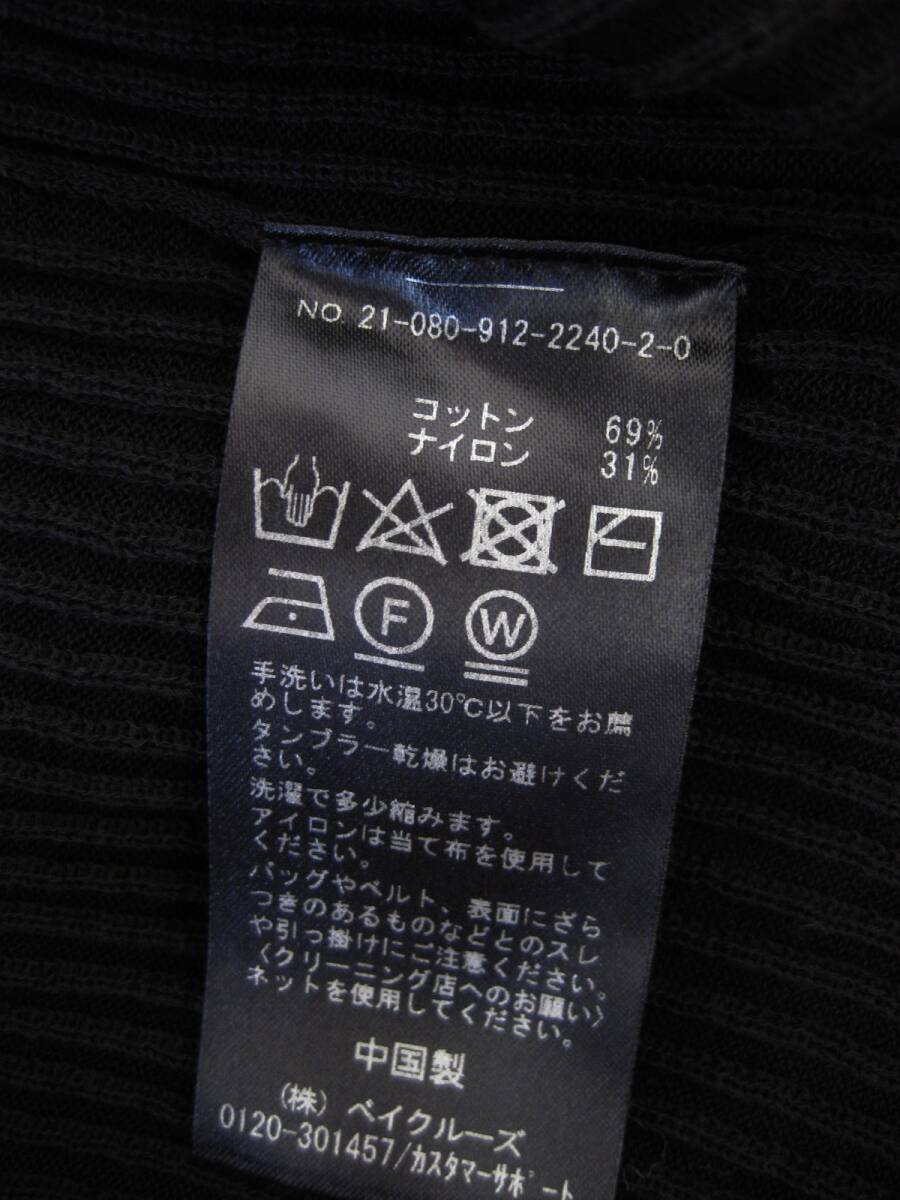 NO 21-080-912-2240-2-0
コットン 69%
ナイロン 31%
F W
手洗いは水温30℃以下をお薦
めします。
タンブラー乾燥はお避けくだ
さい。
洗濯で多少縮みます。
アイロンは当て布を使用して
ください。
バッグやベルト、表面にざら
つきのあるものなどとのスレ
や引っ掛けにご注意ください。
〈クリーニング店へのお願い〉
ネットを使用してください。
中国製
(株) ベイクルーズ
0120-301457/カスタマーサポート